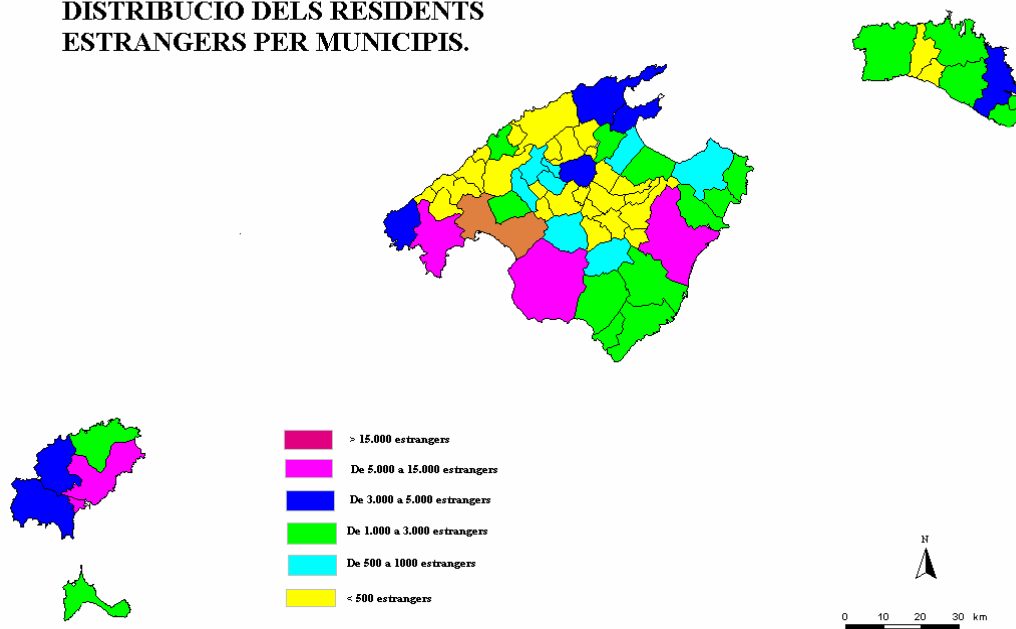 DISTRIBUCIO DELS RESIDENTS
ESTRANGERS PER MUNICIPIS.
> 15.000 estrangers
De 5.000 a 15.000 estrangers
De 3.000 a 5.000 estrangers
De 1.000 a 3.000 estrangers
De 500 a 1000 estrangers
< 500 estrangers
N
0 10 20 30 km